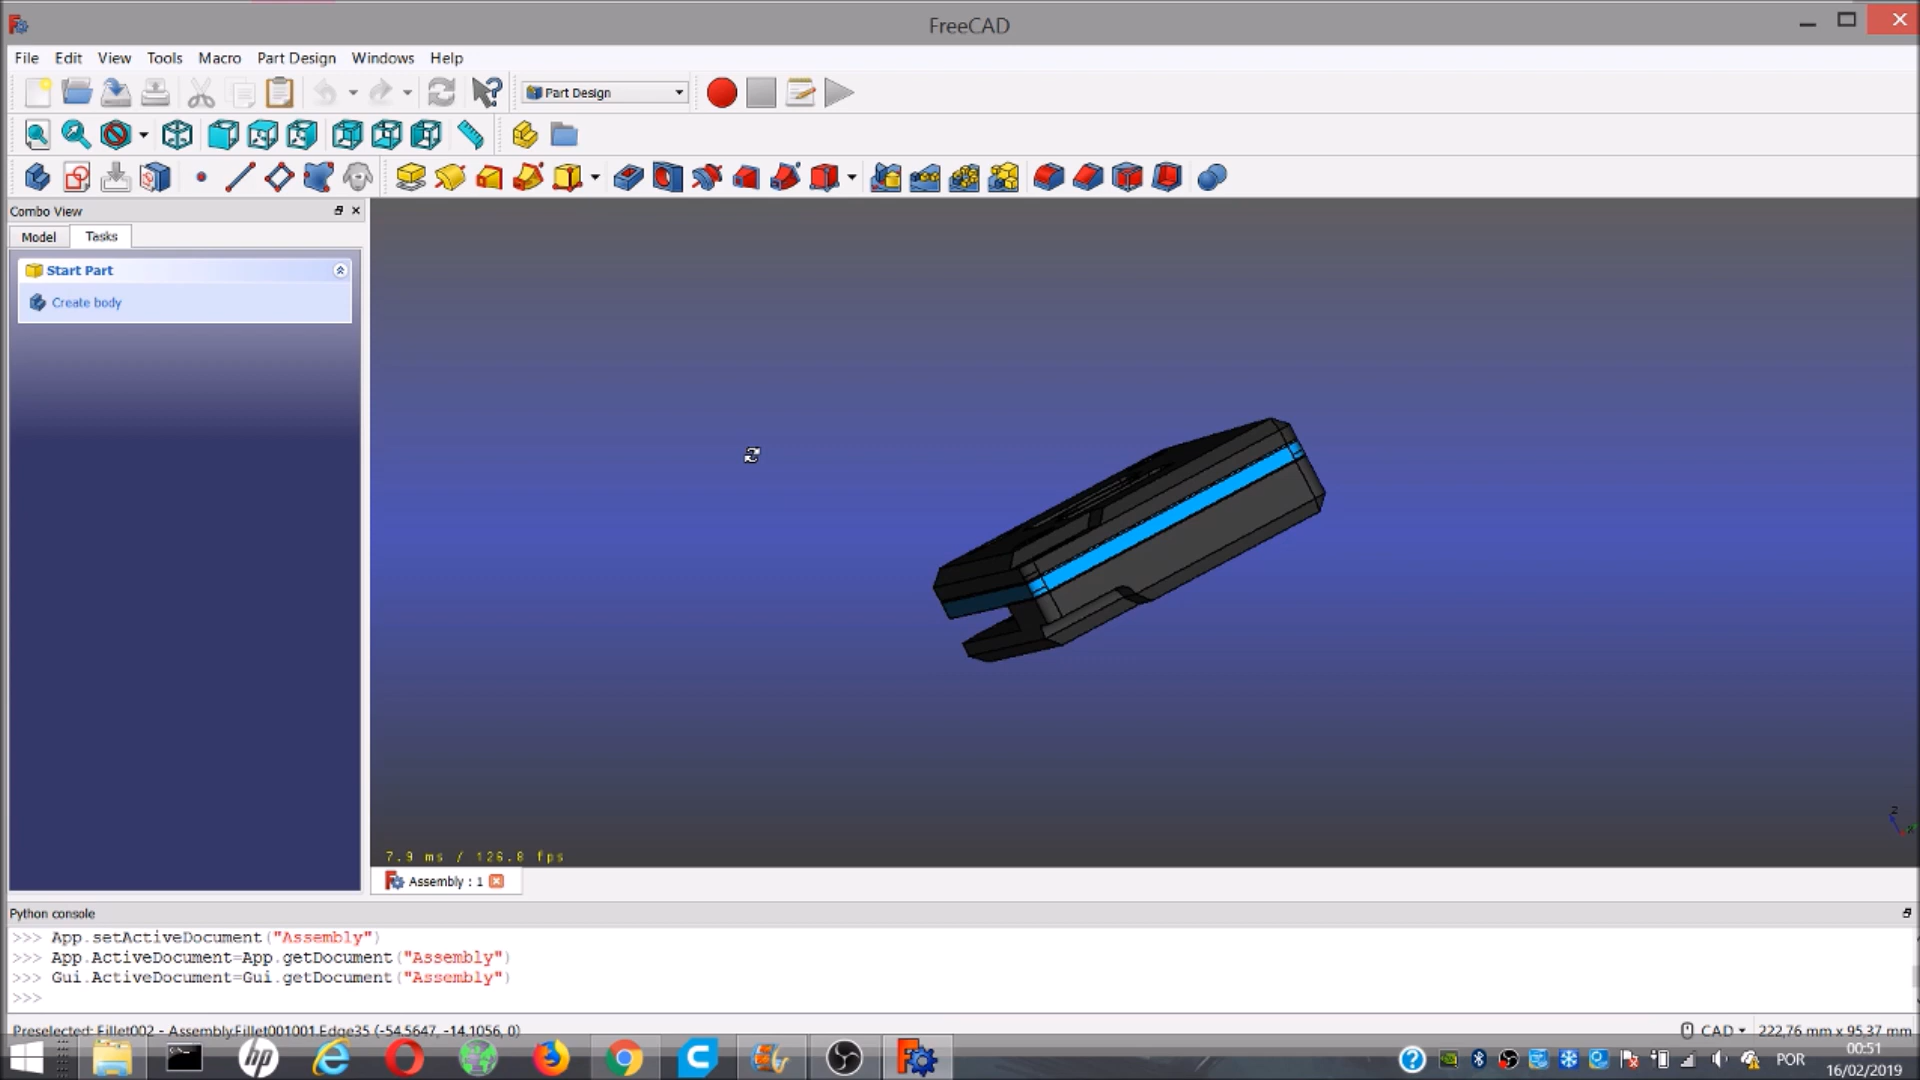 FreeCAD
File Edit View Tools Macro Part Design Windows Help
Part Design
Combo View
Model Tasks
Start Part
Create body
7.9 ms / 126.8 fps
Assembly : 1
Python console
>>> App.setActiveDocument("Assembly")
>>> App.ActiveDocument=App.getDocument("Assembly")
>>> Gui.ActiveDocument=Gui.getDocument("Assembly")
>>>
Preselected: Fillet002 - Assembly.Fillet001001.Edge35 (-54.5647, -14.1056, 0)
CAD
222,76 mm x 95,37 mm
hp
POR
00:51
16/02/2019